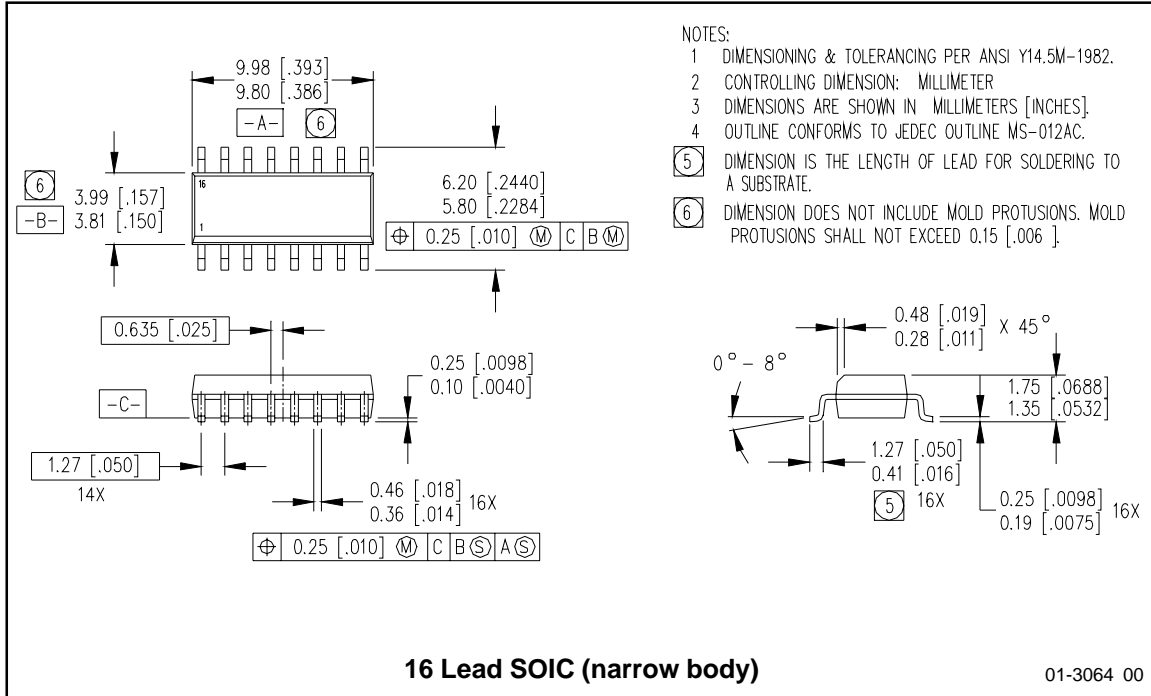 9.98 [.393]
9.80 [.386]
-A- 6
6
3.99 [.157]
-B- 3.81 [.150]
16
1
6.20 [.2440]
5.80 [.2284]
⌖ 0.25 [.010] Ⓜ C B Ⓜ
NOTES:
1 DIMENSIONING & TOLERANCING PER ANSI Y14.5M-1982.
2 CONTROLLING DIMENSION: MILLIMETER
3 DIMENSIONS ARE SHOWN IN MILLIMETERS [INCHES].
4 OUTLINE CONFORMS TO JEDEC OUTLINE MS-012AC.
5 DIMENSION IS THE LENGTH OF LEAD FOR SOLDERING TO
A SUBSTRATE.
6 DIMENSION DOES NOT INCLUDE MOLD PROTUSIONS. MOLD
PROTUSIONS SHALL NOT EXCEED 0.15 [.006 ].
0.635 [.025]
0.25 [.0098]
0.10 [.0040]
-C-
1.27 [.050]
14X
0.46 [.018]
0.36 [.014] 16X
⌖ 0.25 [.010] Ⓜ C B Ⓢ A Ⓢ
0.48 [.019]
0.28 [.011] X 45°
0° - 8°
1.75 [.0688]
1.35 [.0532]
1.27 [.050]
0.41 [.016]
5 16X
0.25 [.0098]
0.19 [.0075] 16X
16 Lead SOIC (narrow body)
01-3064 00